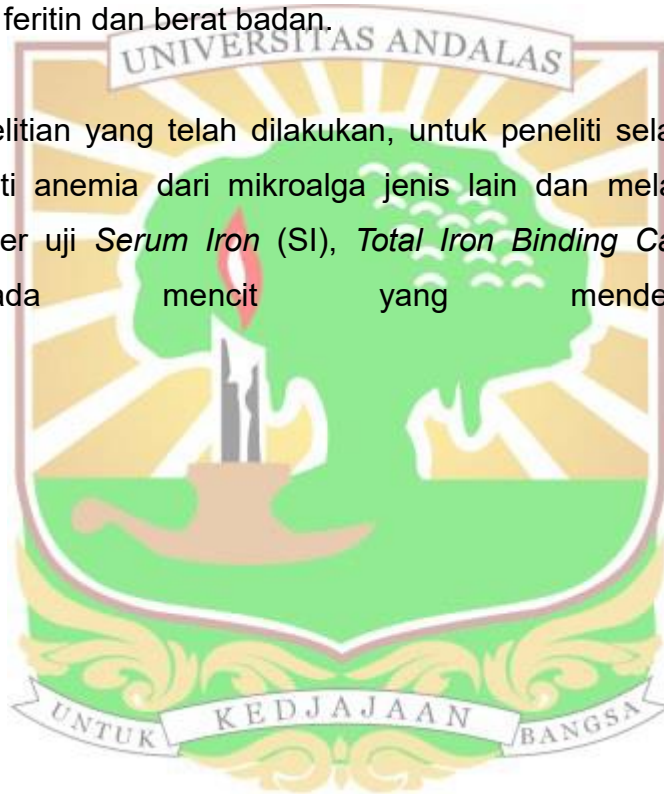 feritin dan berat badan.
UNIVERSITAS ANDALAS
elitian yang telah dilakukan, untuk peneliti sela
ti anemia dari mikroalga jenis lain dan mela
er uji Serum Iron (SI), Total Iron Binding Ca
ada mencit yang mende
UNTUK KEDJAJAAN BANGSA